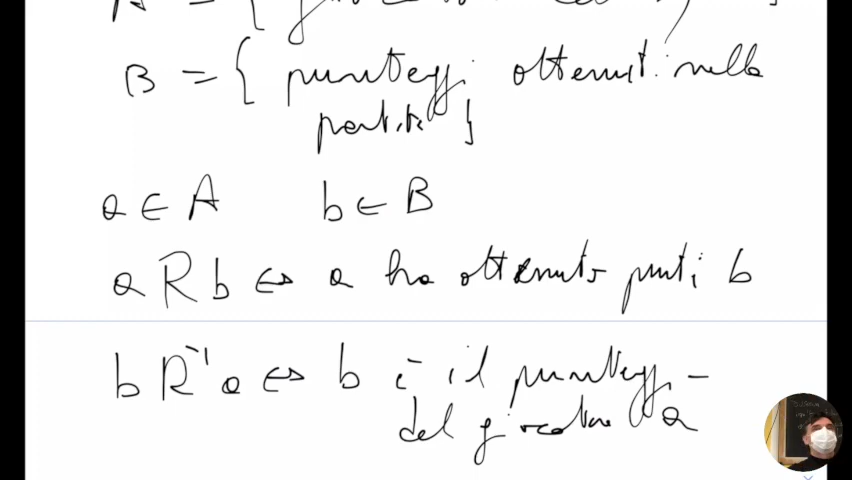 B = { punteggi ottenuti nella
partita }
a ∈ A b ∈ B
a R b ⇔ a ha ottenuto punti b
b R⁻¹ a ⇔ b è il punteggio
del giocatore a